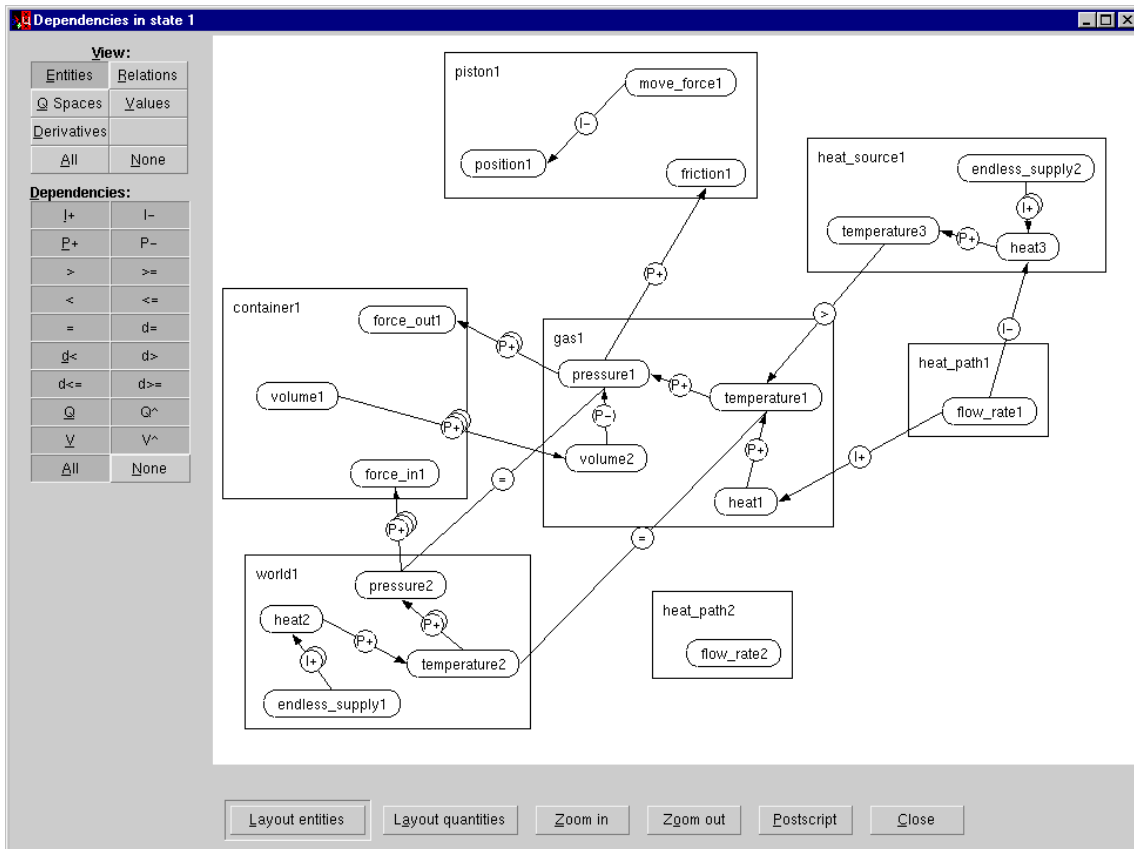 Dependencies in state 1
View:
Entities Relations
Q Spaces Values
Derivatives
All None
Dependencies:
I+ I-
P+ P-
> >=
< <=
= d=
d< d>
d<= d>=
Q Q^
V V^
All None
piston1
move_force1
I-
position1
friction1
P+
heat_source1
endless_supply2
I+
temperature3
P+
heat3
>
I-
container1
force_out1
P+
volume1
P+
force_in1
P+
gas1
pressure1
P+
temperature1
P-
volume2
P+
heat1
=
=
heat_path1
flow_rate1
I+
world1
pressure2
heat2
P+
P+
temperature2
I+
endless_supply1
heat_path2
flow_rate2
Layout entities Layout quantities Zoom in Zoom out Postscript Close